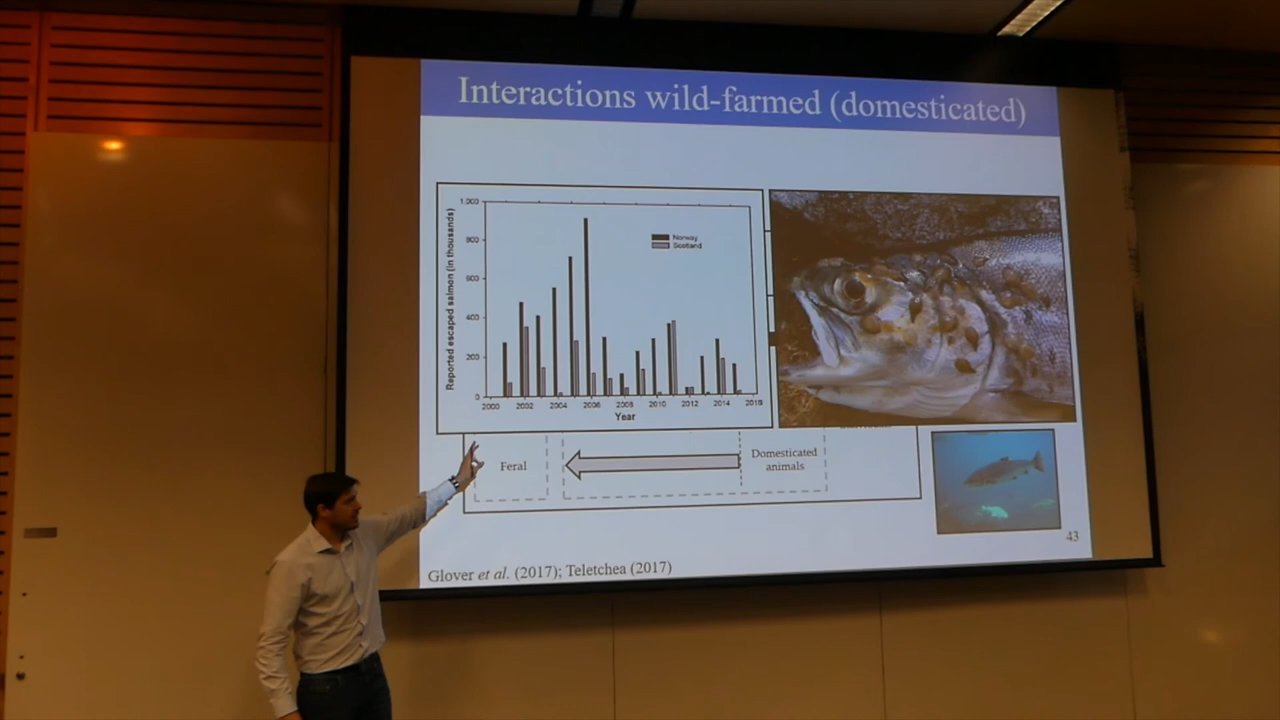 Interactions wild-farmed (domesticated)
Reported escaped salmon (in thousands)
1,000
800
600
400
200
0
Norway
Scotland
2000 2002 2004 2006 2008 2010 2012 2014 2016
Year
Feral
Domesticated
animals
43
Glover et al. (2017); Teletchea (2017)